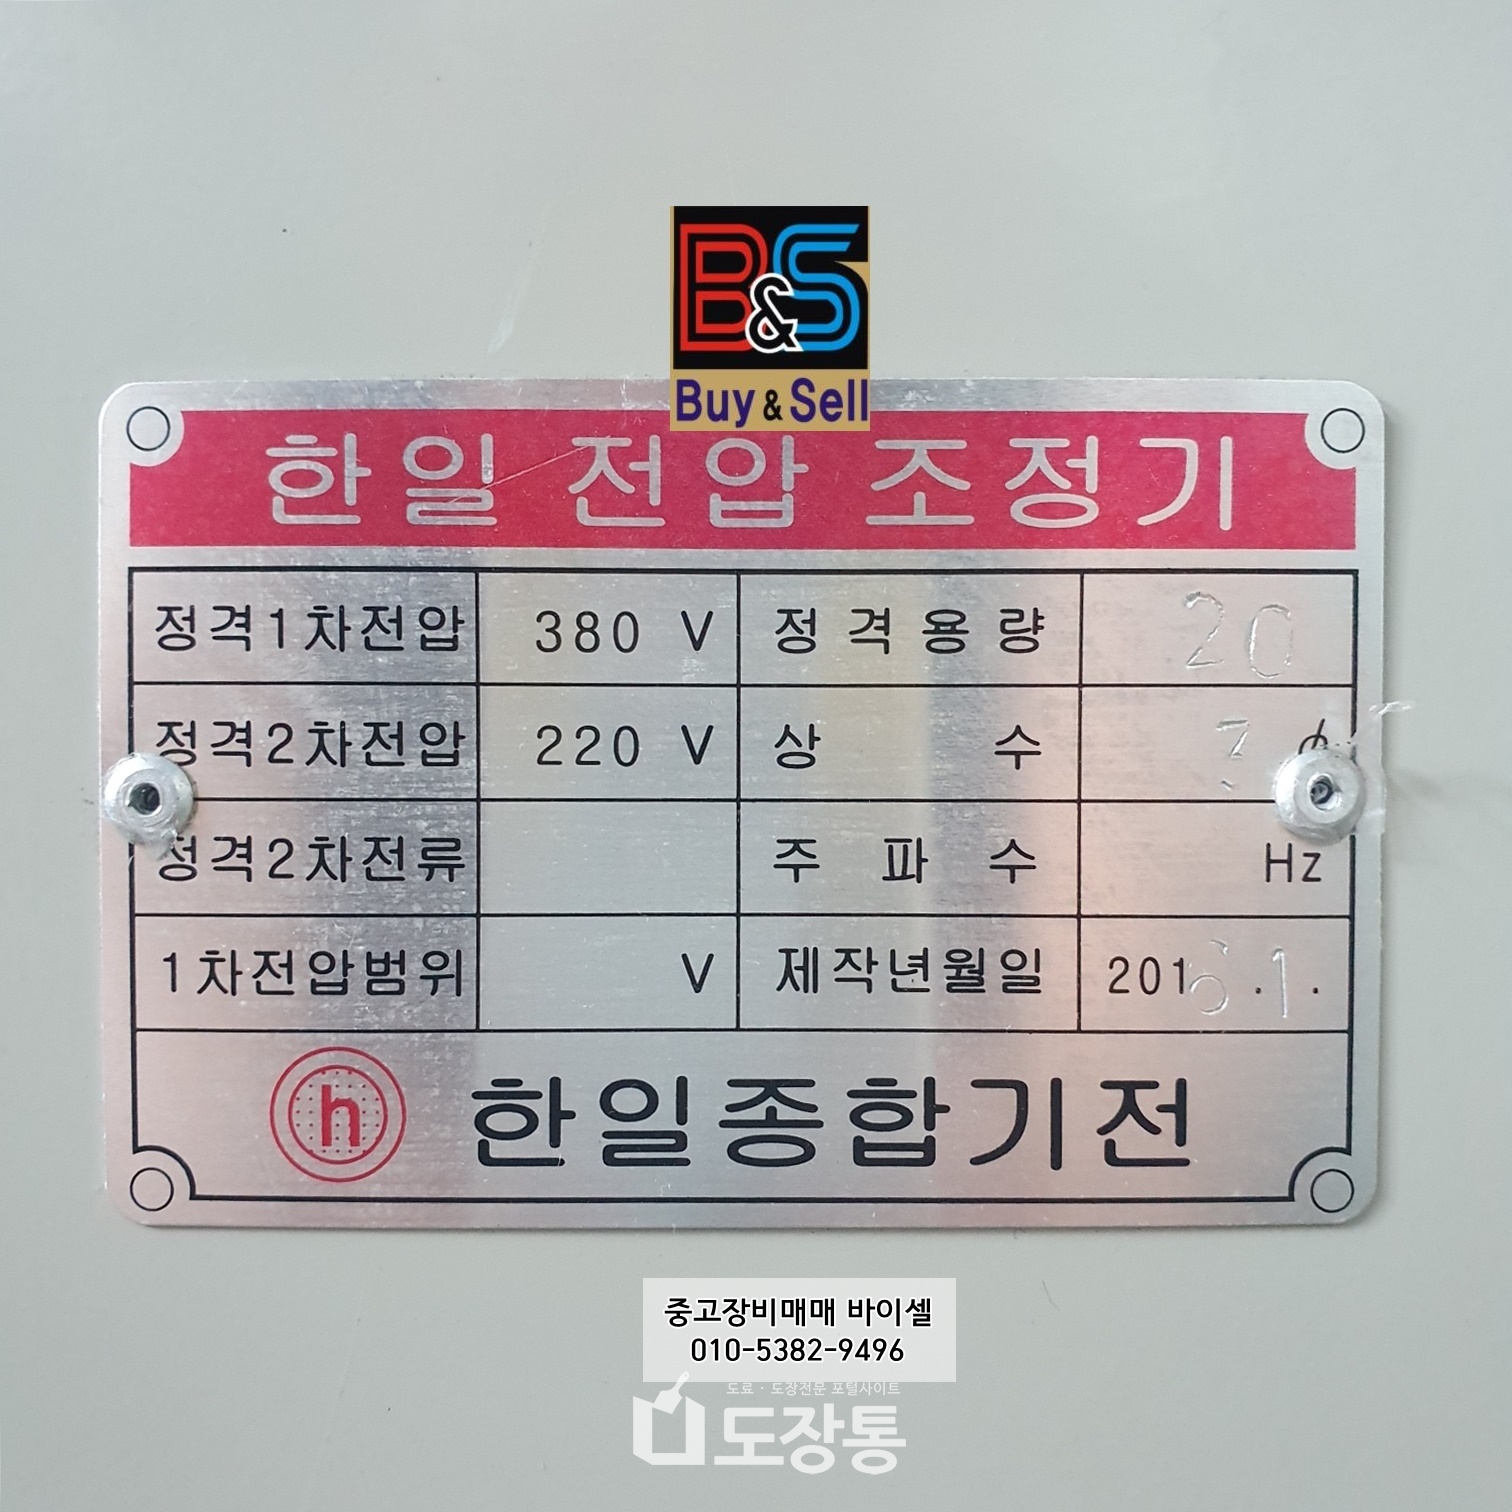 B&S
Buy & Sell
한일 전압 조정기
정격1차전압 380 V 정격용량 20
정격2차전압 220 V 상수 3 ø
정격2차전류 주파수 Hz
1차전압범위 V 제작년월일 2016.1.
h 한일종합기전
중고장비매매 바이셀
010-5382-9496
도료 · 도장전문 포털사이트
도장통